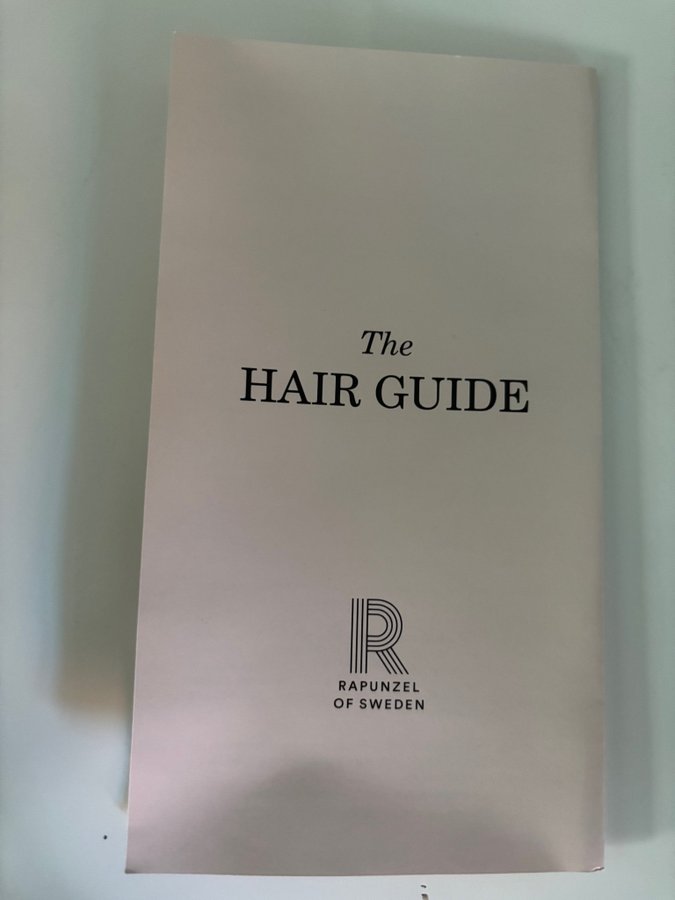 The
HAIR GUIDE
R
RAPUNZEL
OF SWEDEN